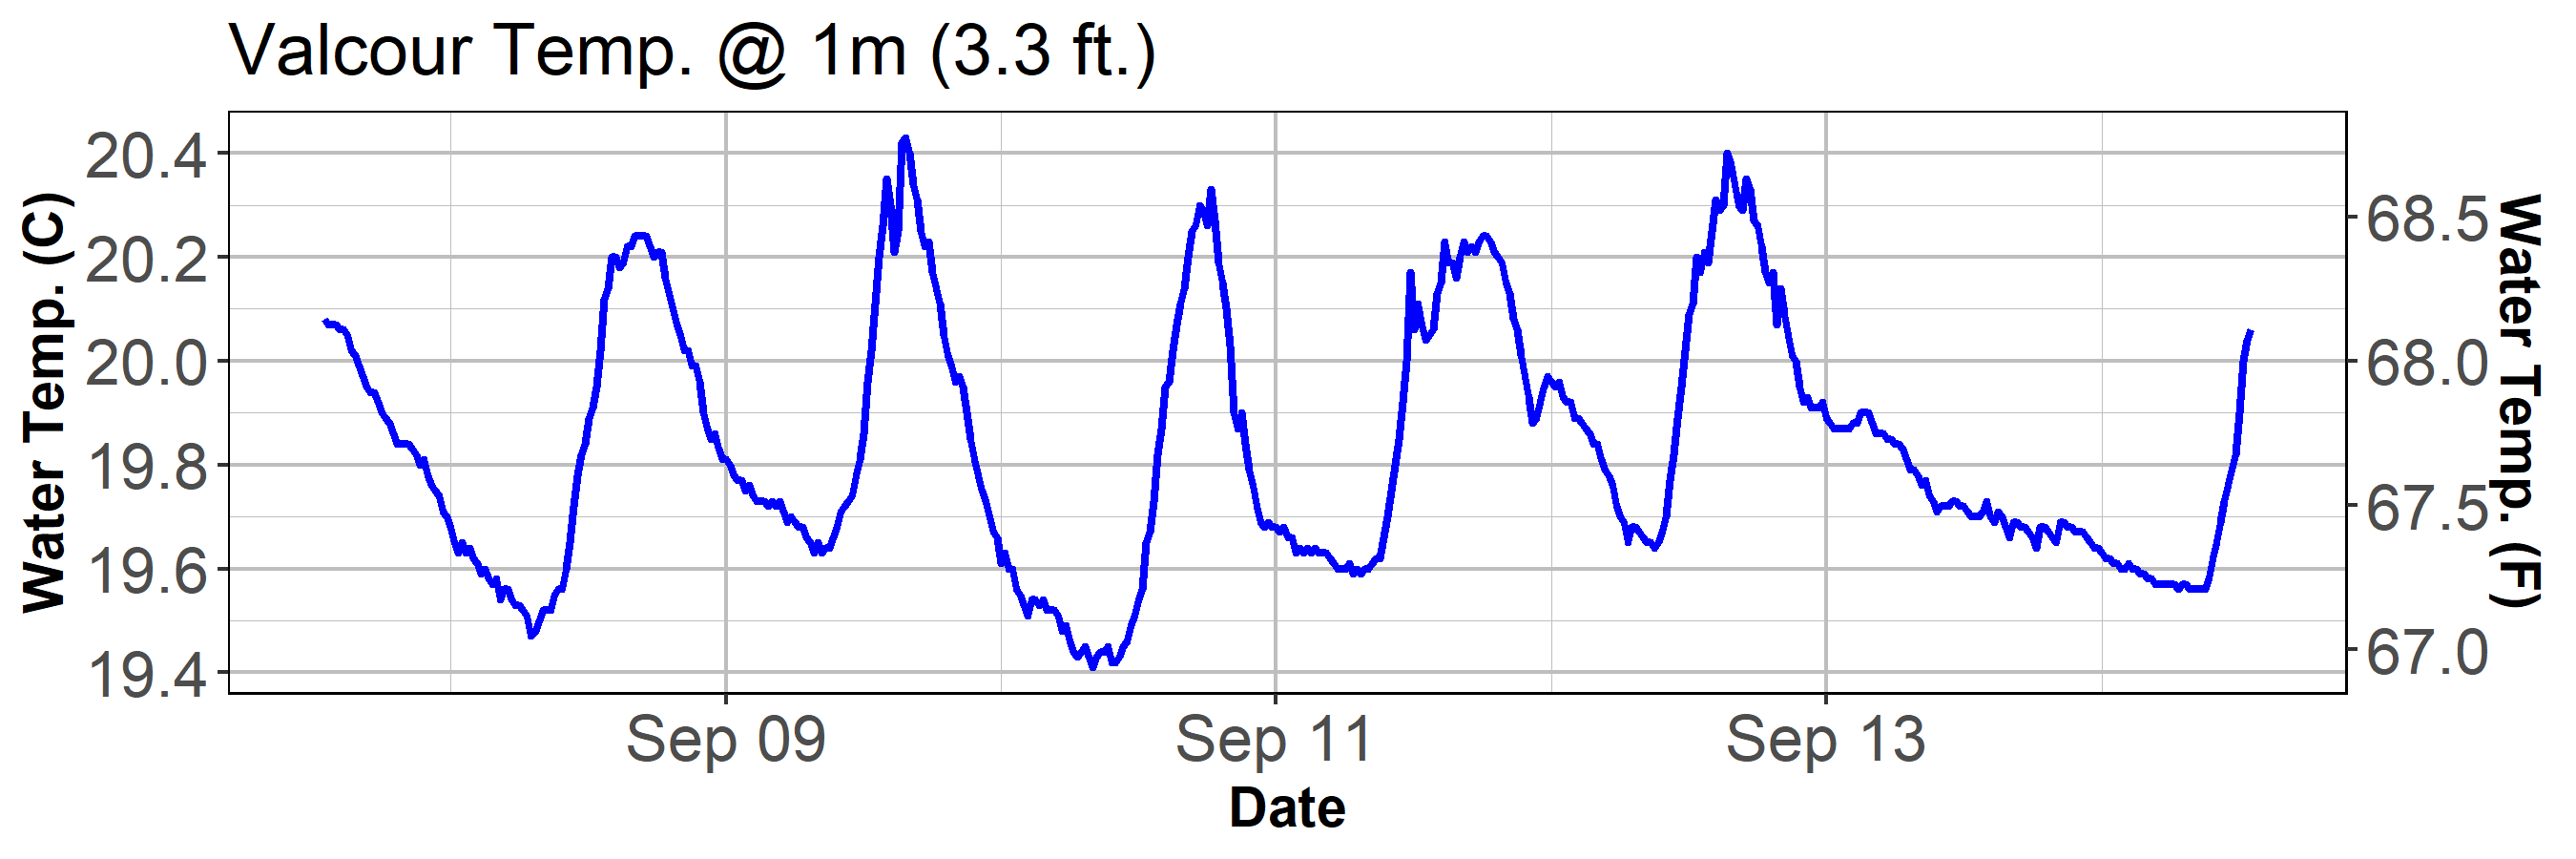 Valcour Temp. @ 1m (3.3 ft.)
Water Temp. (C)
20.4
20.2
20.0
19.8
19.6
19.4
68.5
68.0
67.5
67.0
Water Temp. (F)
Sep 09
Sep 11
Sep 13
Date